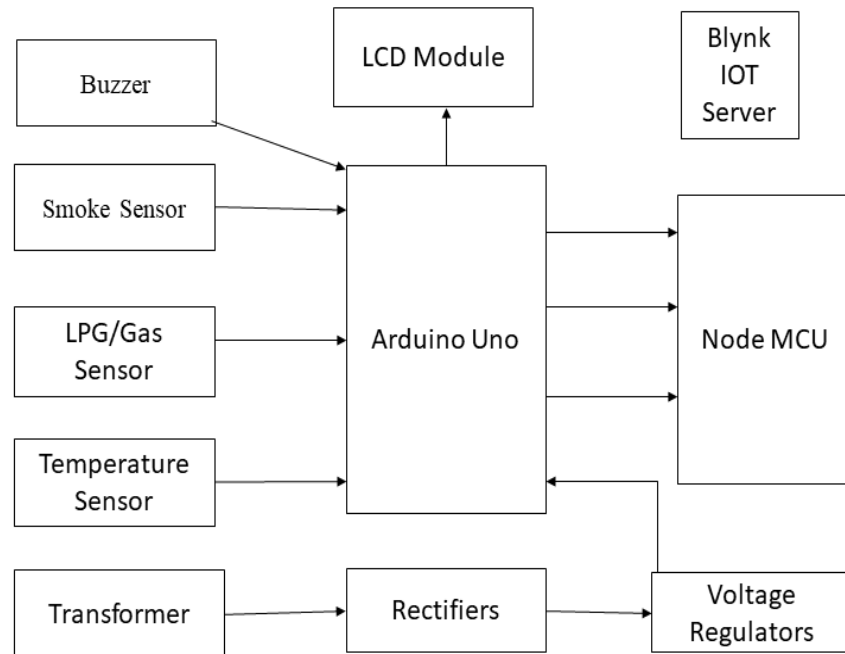 Buzzer
LCD Module
Blynk
IOT
Server
Smoke Sensor
LPG/Gas
Sensor
Arduino Uno
Node MCU
Temperature
Sensor
Transformer
Rectifiers
Voltage
Regulators